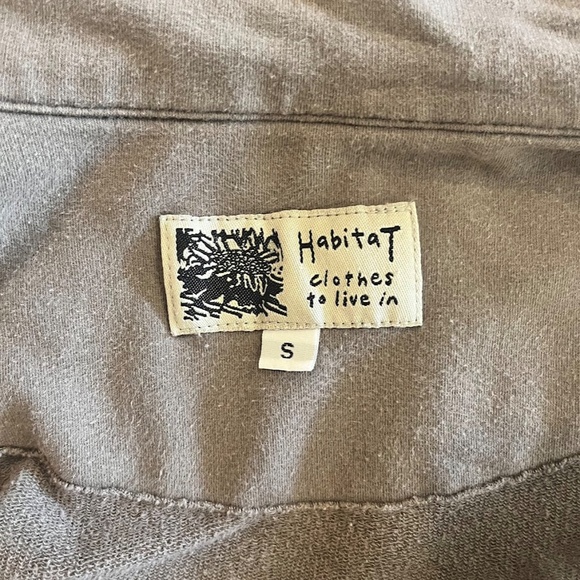 HabitaT
clothes
to live in
S